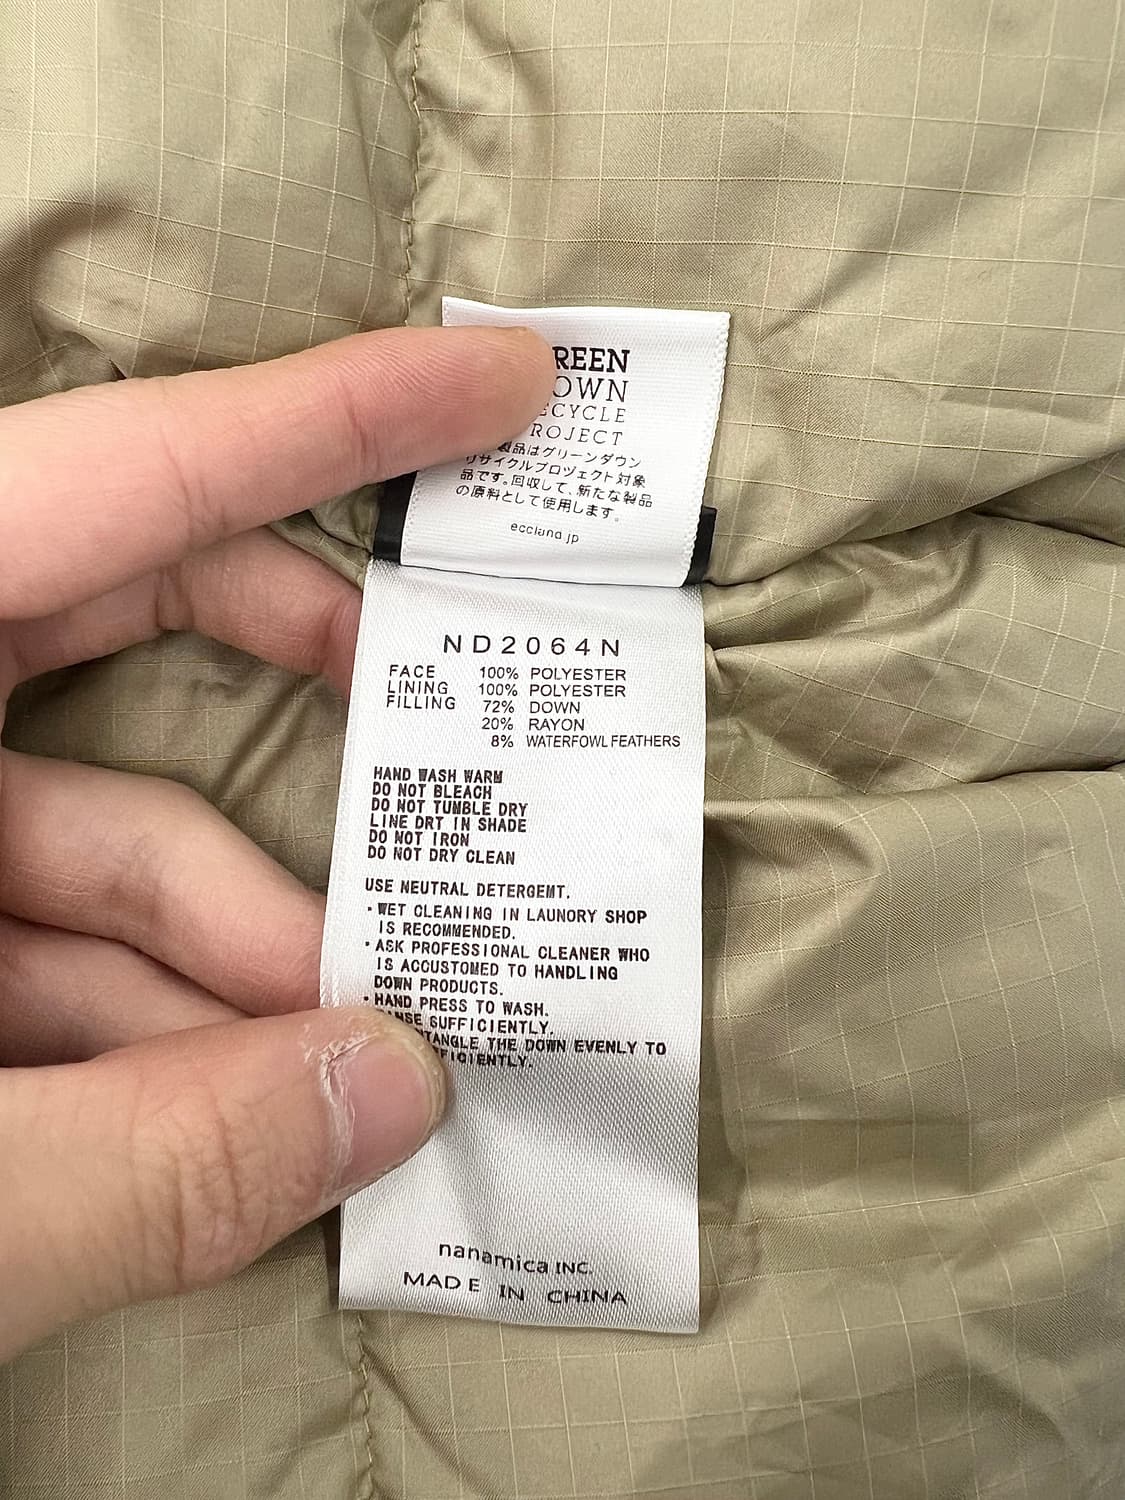 REEN
OWN
ECYCLE
ROJECT
製品はグリーンダウン
リサイクルプロヅェクト対象
品です。回収して、新たな製品
の原料として使用します。
eccland jp
ND2064N
FACE 100% POLYESTER
LINING 100% POLYESTER
FILLING 72% DOWN
20% RAYON
8% WATERFOWL FEATHERS
HAND WASH WARM
DO NOT BLEACH
DO NOT TUMBLE DRY
LINE DRT IN SHADE
DO NOT IRON
DO NOT DRY CLEAN
USE NEUTRAL DETERGEMT.
・WET CLEANING IN LAUNORY SHOP
IS RECOMMENDED.
・ASK PROFESSIONAL CLEANER WHO
IS ACCUSTOMED TO HANDLING
DOWN PRODUCTS.
・HAND PRESS TO WASH.
SUFFICIENTLY.
TANGLE THE DOWN EVENLY TO
FICIENTLY.
nanamica INC.
MADE IN CHINA